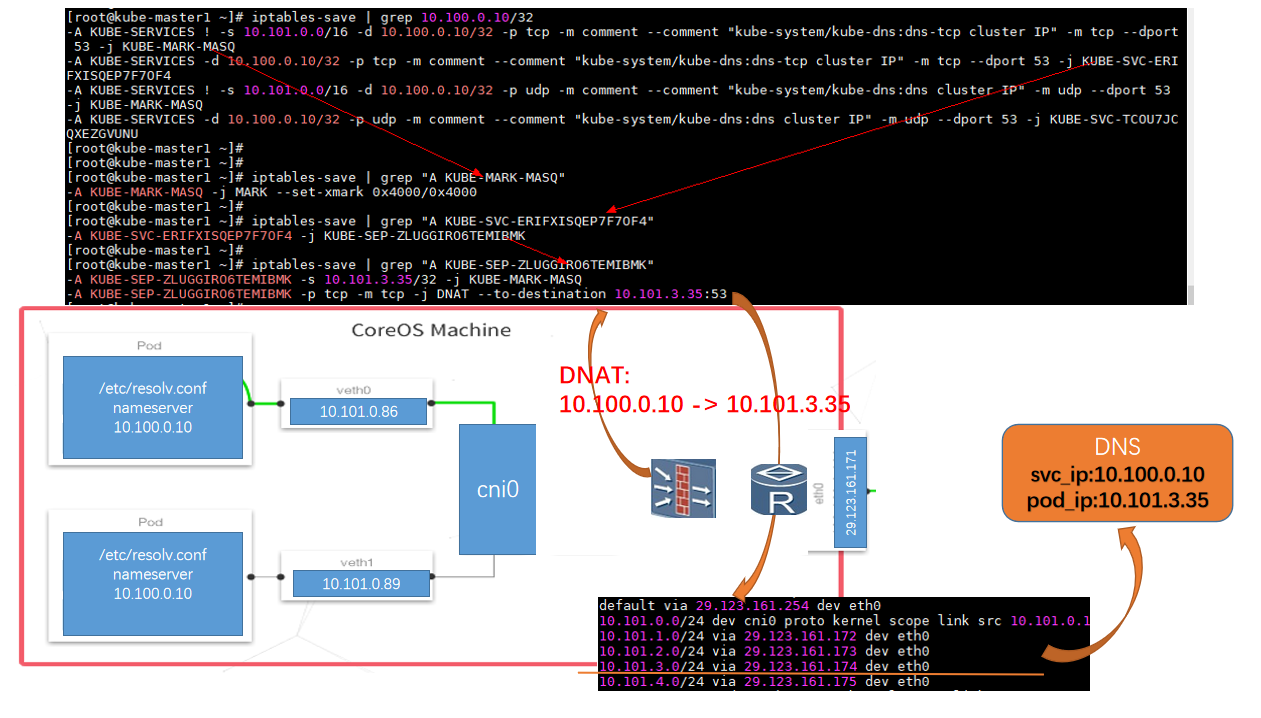 [root@kube-master1 ~]# iptables-save | grep 10.100.0.10/32
-A KUBE-SERVICES ! -s 10.101.0.0/16 -d 10.100.0.10/32 -p tcp -m comment --comment "kube-system/kube-dns:dns-tcp cluster IP" -m tcp --dport
53 -j KUBE-MARK-MASQ
-A KUBE-SERVICES -d 10.100.0.10/32 -p tcp -m comment --comment "kube-system/kube-dns:dns-tcp cluster IP" -m tcp --dport 53 -j KUBE-SVC-ERI
FXISQEP7F7OF4
-A KUBE-SERVICES ! -s 10.101.0.0/16 -d 10.100.0.10/32 -p udp -m comment --comment "kube-system/kube-dns:dns cluster IP" -m udp --dport 53
-j KUBE-MARK-MASQ
-A KUBE-SERVICES -d 10.100.0.10/32 -p udp -m comment --comment "kube-system/kube-dns:dns cluster IP" -m udp --dport 53 -j KUBE-SVC-TCOU7JC
QXEZGVUNU
[root@kube-master1 ~]#
[root@kube-master1 ~]#
[root@kube-master1 ~]# iptables-save | grep "A KUBE-MARK-MASQ"
-A KUBE-MARK-MASQ -j MARK --set-xmark 0x4000/0x4000
[root@kube-master1 ~]#
[root@kube-master1 ~]# iptables-save | grep "A KUBE-SVC-ERIFXISQEP7F7OF4"
-A KUBE-SVC-ERIFXISQEP7F7OF4 -j KUBE-SEP-ZLUGGIRO6TEMIBMK
[root@kube-master1 ~]#
[root@kube-master1 ~]# iptables-save | grep "A KUBE-SEP-ZLUGGIRO6TEMIBMK"
-A KUBE-SEP-ZLUGGIRO6TEMIBMK -s 10.101.3.35/32 -j KUBE-MARK-MASQ
-A KUBE-SEP-ZLUGGIRO6TEMIBMK -p tcp -m tcp -j DNAT --to-destination 10.101.3.35:53
CoreOS Machine
Pod
/etc/resolv.conf
nameserver
10.100.0.10
veth0
10.101.0.86
cni0
DNAT:
10.100.0.10 -> 10.101.3.35
R
eth0
29.123.161.171
DNS
svc_ip:10.100.0.10
pod_ip:10.101.3.35
Pod
/etc/resolv.conf
nameserver
10.100.0.10
veth1
10.101.0.89
default via 29.123.161.254 dev eth0
10.101.0.0/24 dev cni0 proto kernel scope link src 10.101.0.1
10.101.1.0/24 via 29.123.161.172 dev eth0
10.101.2.0/24 via 29.123.161.173 dev eth0
10.101.3.0/24 via 29.123.161.174 dev eth0
10.101.4.0/24 via 29.123.161.175 dev eth0